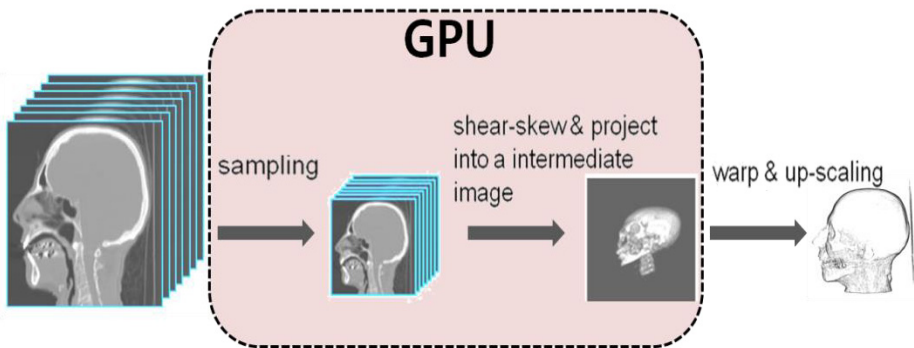 GPU
sampling
shear-skew & project
into a intermediate
image
warp & up-scaling